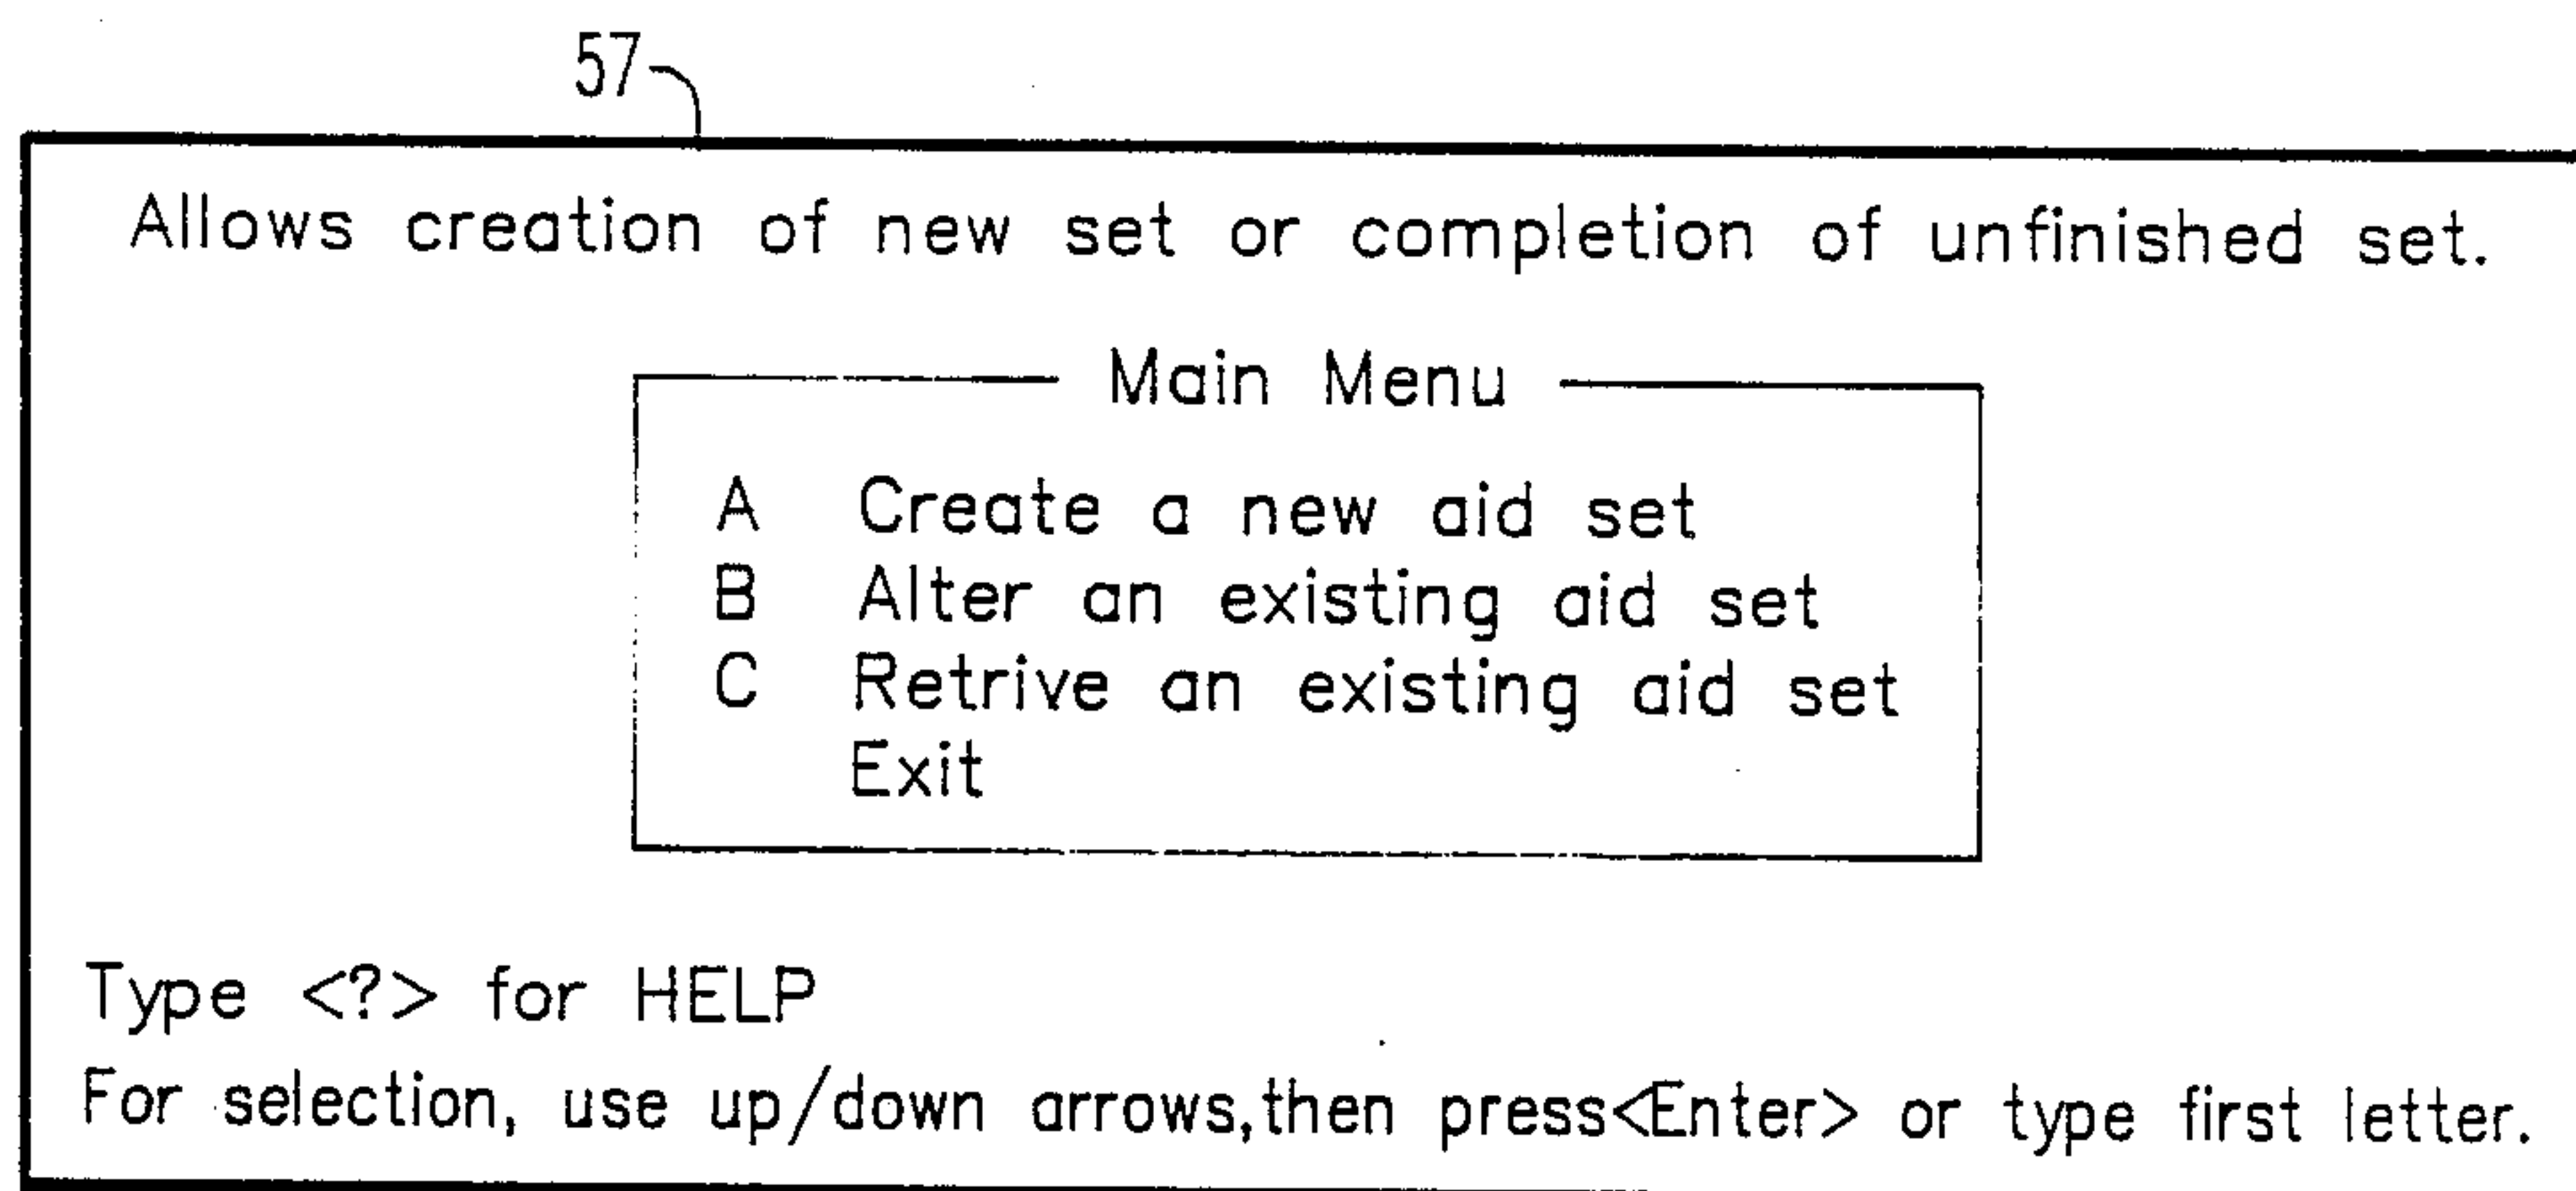 57
Allows creation of new set or completion of unfinished set.
Main Menu
A Create a new aid set
B Alter an existing aid set
C Retrive an existing aid set
Exit
Type <?> for HELP
For selection, use up/down arrows,then press<Enter> or type first letter.